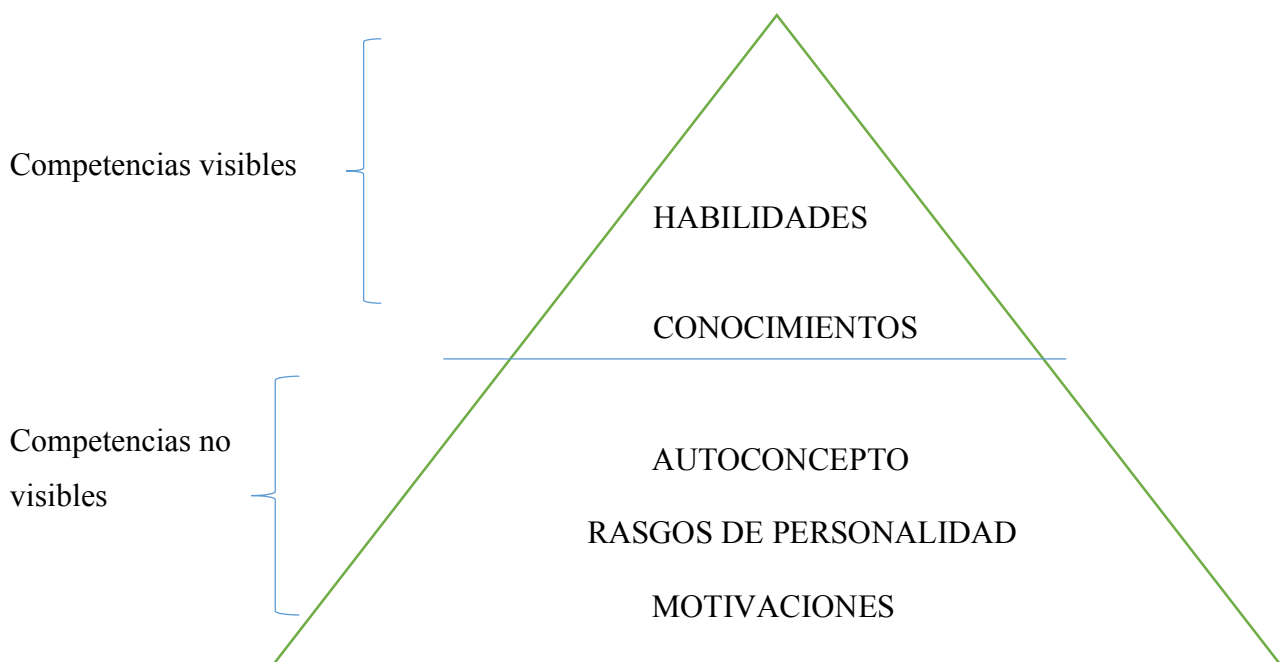 Competencias visibles
HABILIDADES
CONOCIMIENTOS
Competencias no
visibles
AUTOCONCEPTO
RASGOS DE PERSONALIDAD
MOTIVACIONES